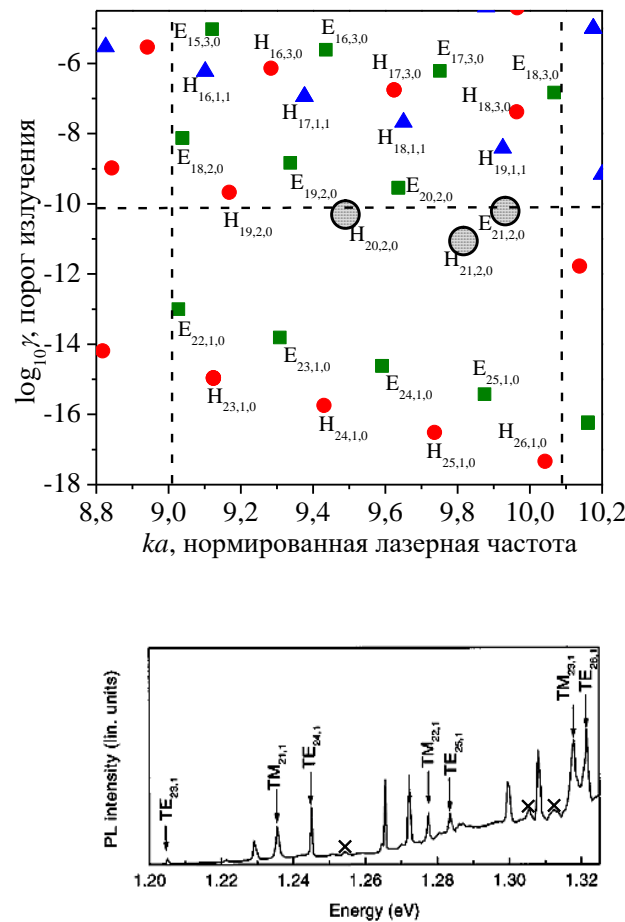 E15,3,0 H16,3,0 E16,3,0 H17,3,0 E17,3,0 E18,3,0
H16,1,1 H17,1,1 H18,1,1 H18,3,0 H19,1,1
E18,2,0 E19,2,0 E20,2,0
H19,2,0 H20,2,0 H21,2,0 E21,2,0
E22,1,0 E23,1,0 E24,1,0 E25,1,0
H23,1,0 H24,1,0 H25,1,0 H26,1,0
-6
-8
-10
-12
-14
-16
-18
log10γ, порог излучения
8,8 9,0 9,2 9,4 9,6 9,8 10,0 10,2
ka, нормированная лазерная частота
PL intensity (lin. units)
TE23,1
TM21,1
TE24,1
TM22,1
TE25,1
TM23,1
TE26,1
1.20 1.22 1.24 1.26 1.28 1.30 1.32
Energy (eV)